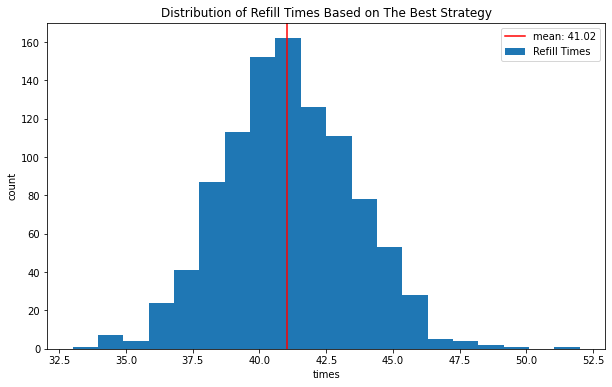 Distribution of Refill Times Based on The Best Strategy
mean: 41.02
Refill Times
160
140
120
100
80
60
40
20
0
count
32.5 35.0 37.5 40.0 42.5 45.0 47.5 50.0 52.5
times